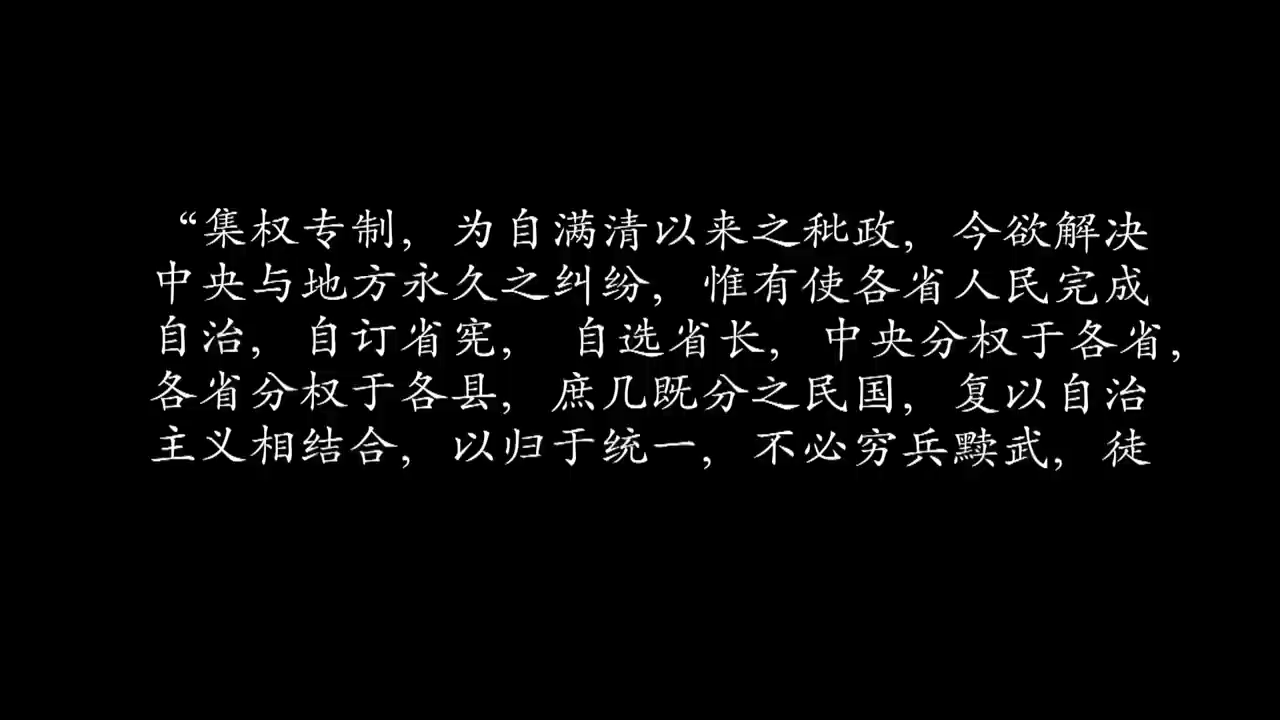 “集权专制，为自满清以来之秕政，今欲解决
中央与地方永久之纠纷，惟有使各省人民完成
自治，自订省宪， 自选省长，中央分权于各省，
各省分权于各县，庶几既分之民国，复以自治
主义相结合，以归于统一，不必穷兵黩武，徒